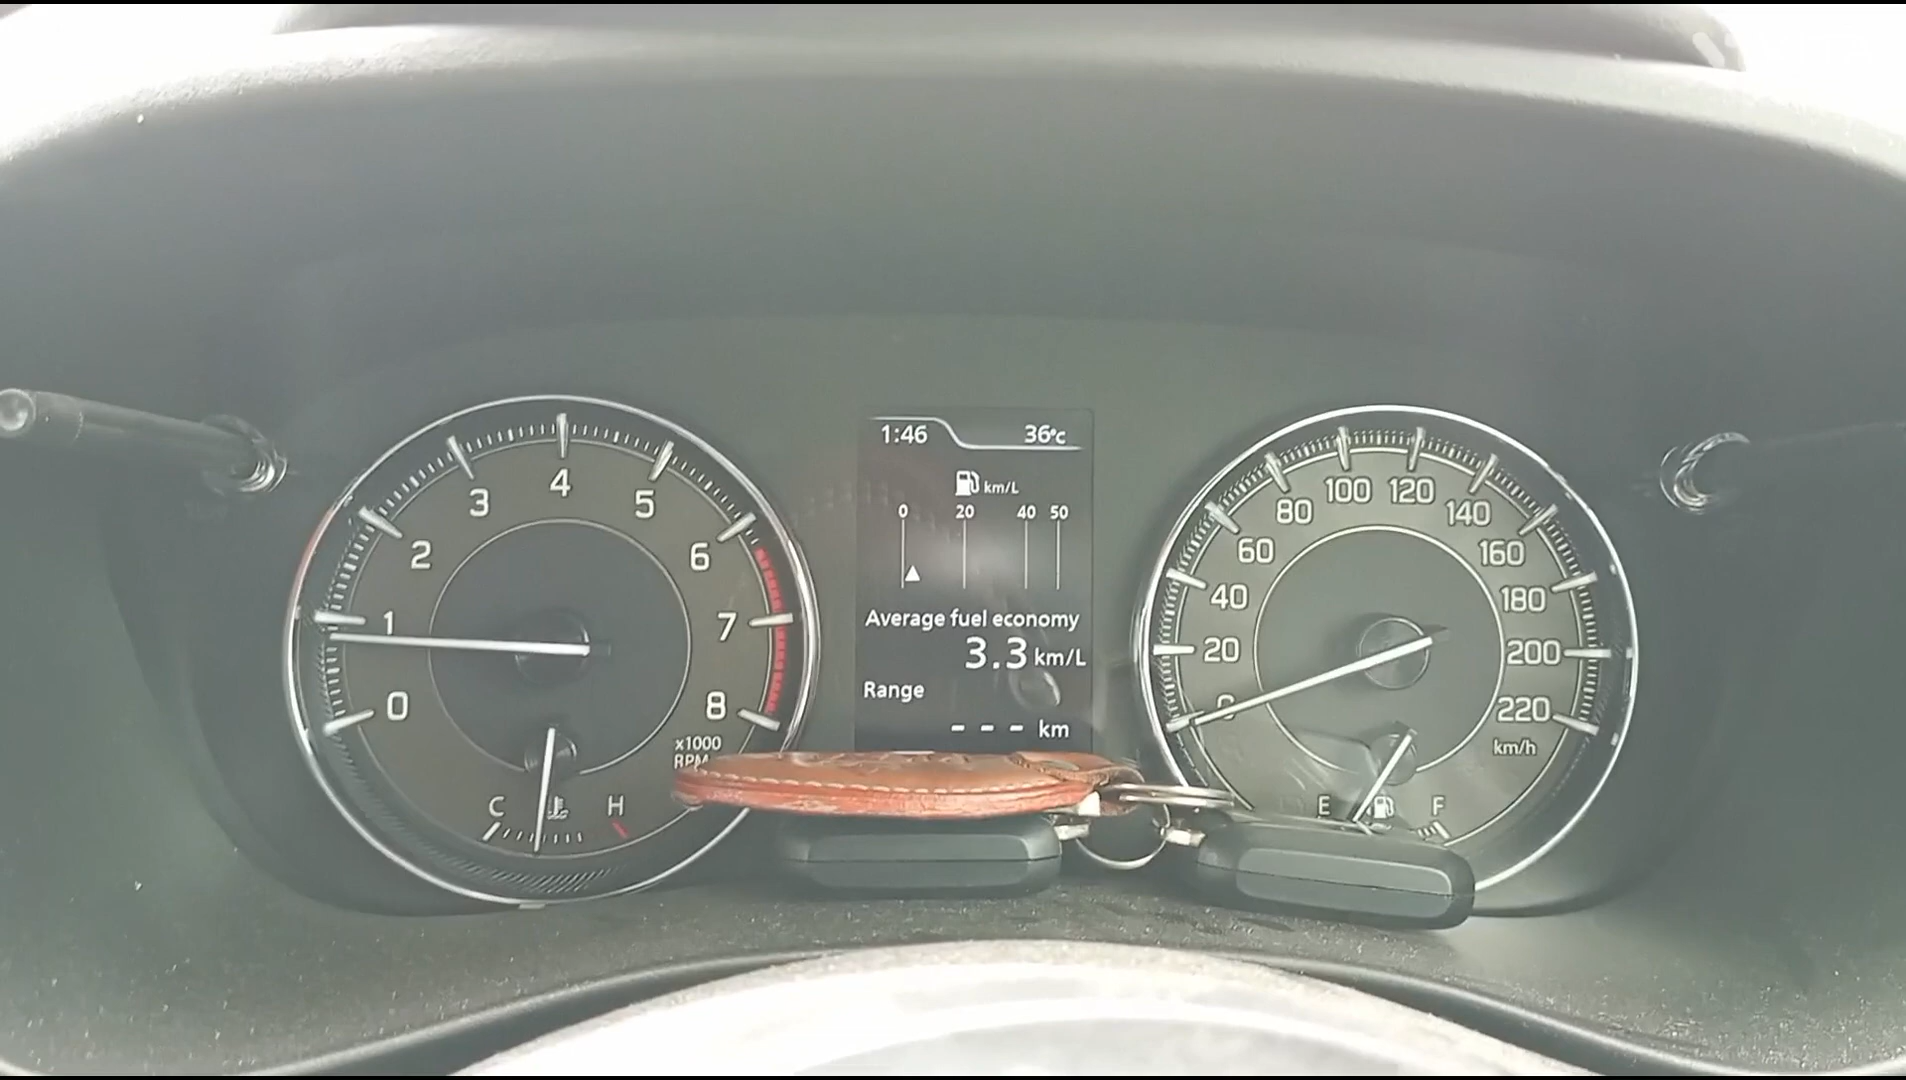 1:46 36°c
km/L
0 20 40 50
Average fuel economy
3.3 km/L
Range
- - - km
0 1 2 3 4 5 6 7 8
x1000
RPM
C H
0 20 40 60 80 100 120 140 160 180 200 220
km/h
E F